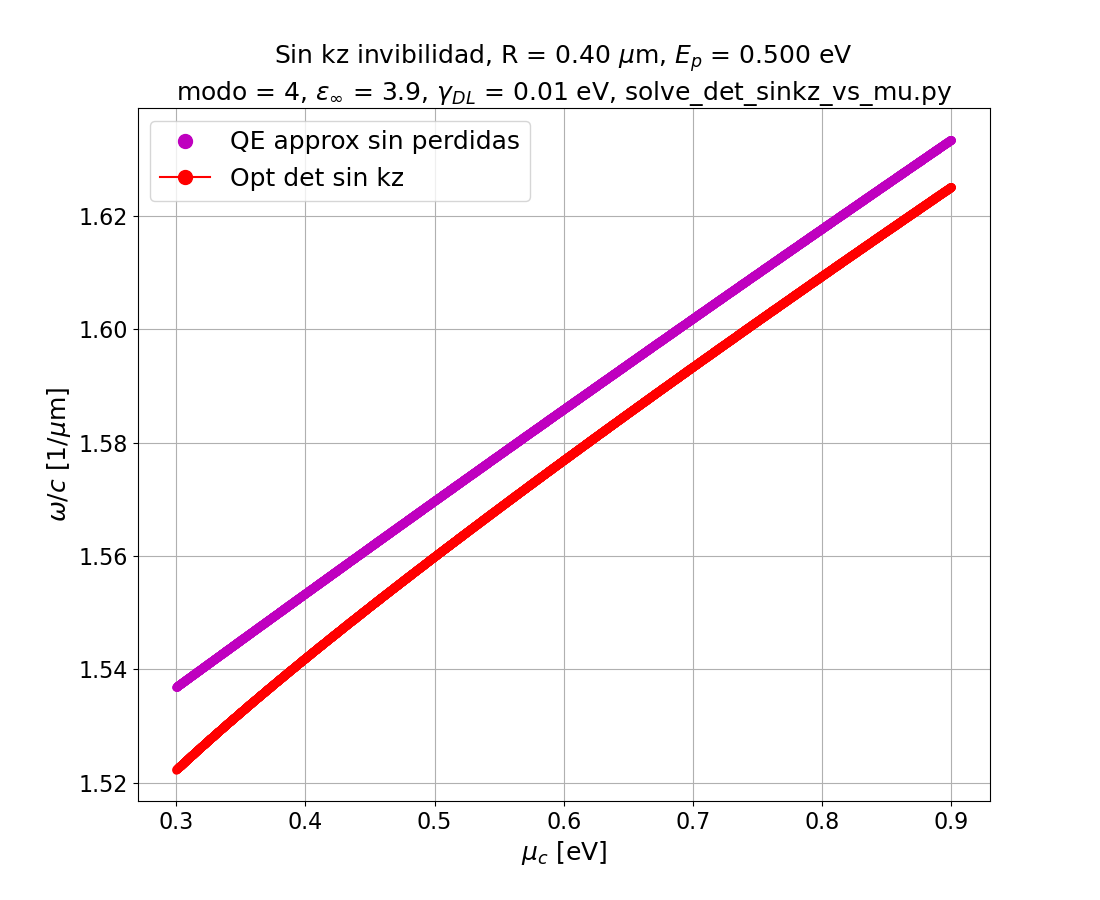 Sin kz invibilidad, R = 0.40 μm, $E_p$ = 0.500 eV
modo = 4, $ε_∞$ = 3.9, $γ_{DL}$ = 0.01 eV, solve_det_sinkz_vs_mu.py
QE approx sin perdidas
Opt det sin kz
1.62
1.60
1.58
1.56
1.54
1.52
ω/c [1/μm]
0.3 0.4 0.5 0.6 0.7 0.8 0.9
$μ_c$ [eV]